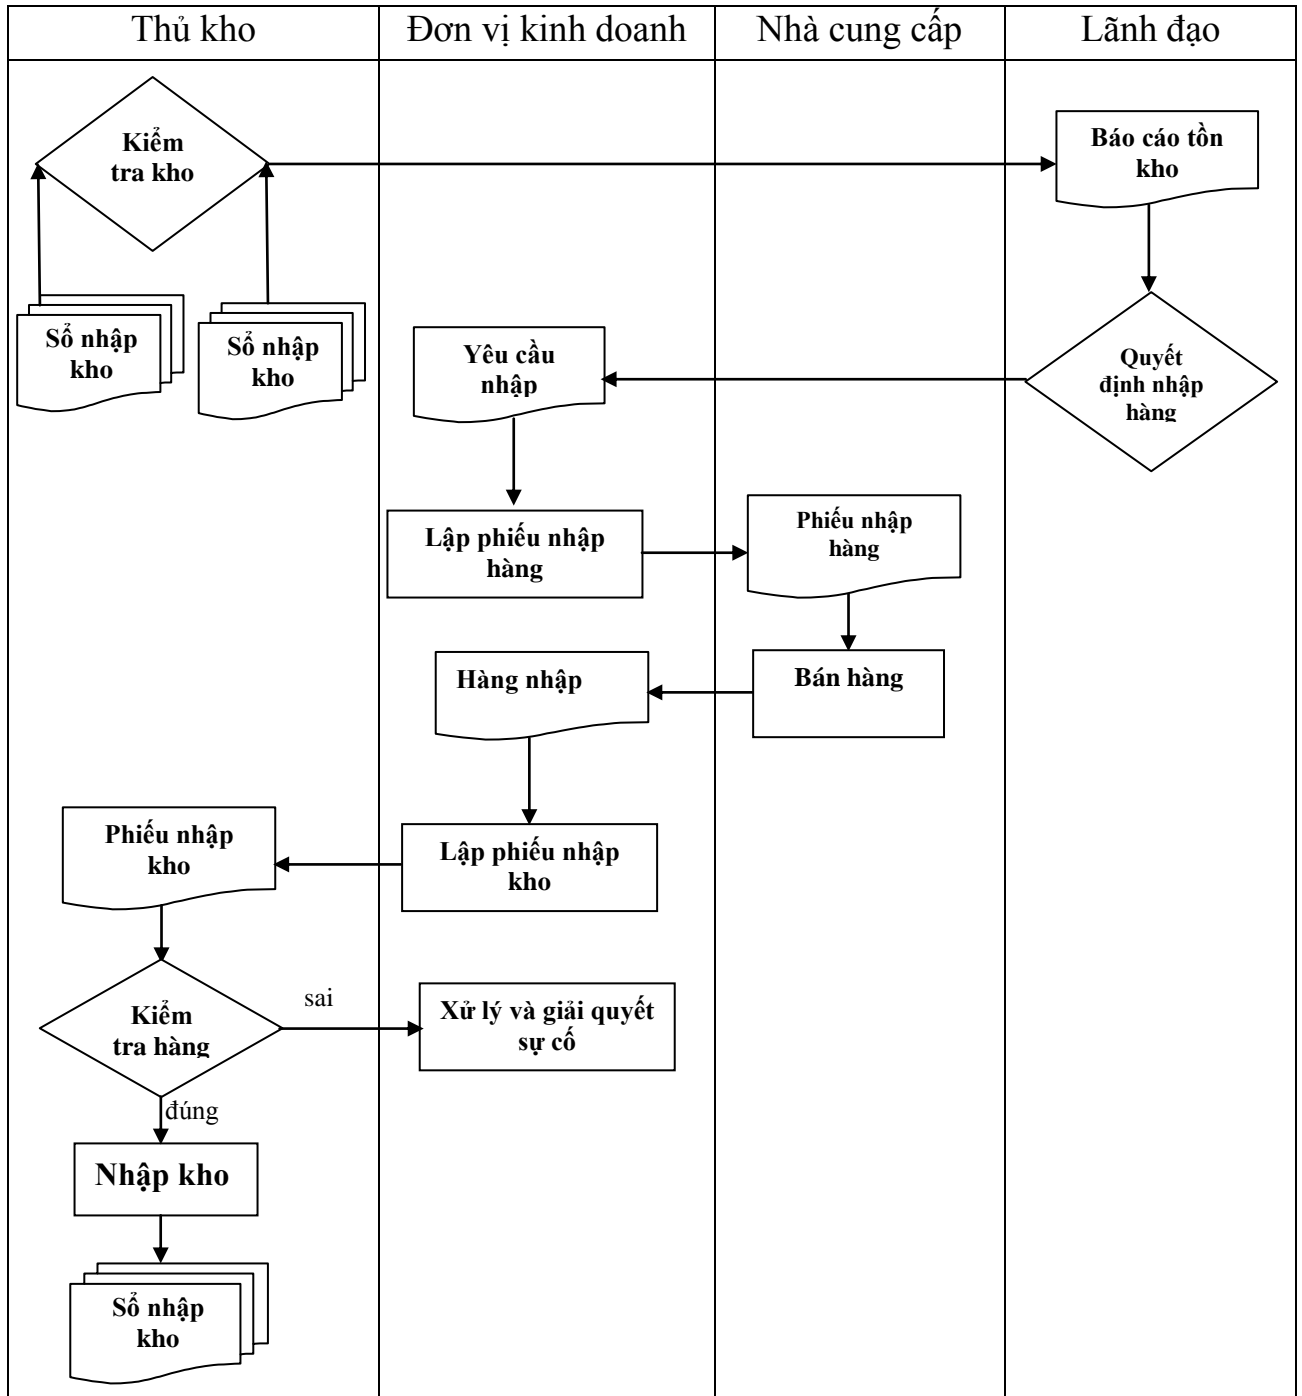 Thủ kho
Đơn vị kinh doanh
Nhà cung cấp
Lãnh đạo
Kiểm
tra kho
Báo cáo tồn
kho
Sổ nhập
kho
Sổ nhập
kho
Yêu cầu
nhập
Quyết
định nhập
hàng
Lập phiếu nhập
hàng
Phiếu nhập
hàng
Hàng nhập
Bán hàng
Phiếu nhập
kho
Lập phiếu nhập
kho
Kiểm
tra hàng
sai
Xử lý và giải quyết
sự cố
đúng
Nhập kho
Sổ nhập
kho